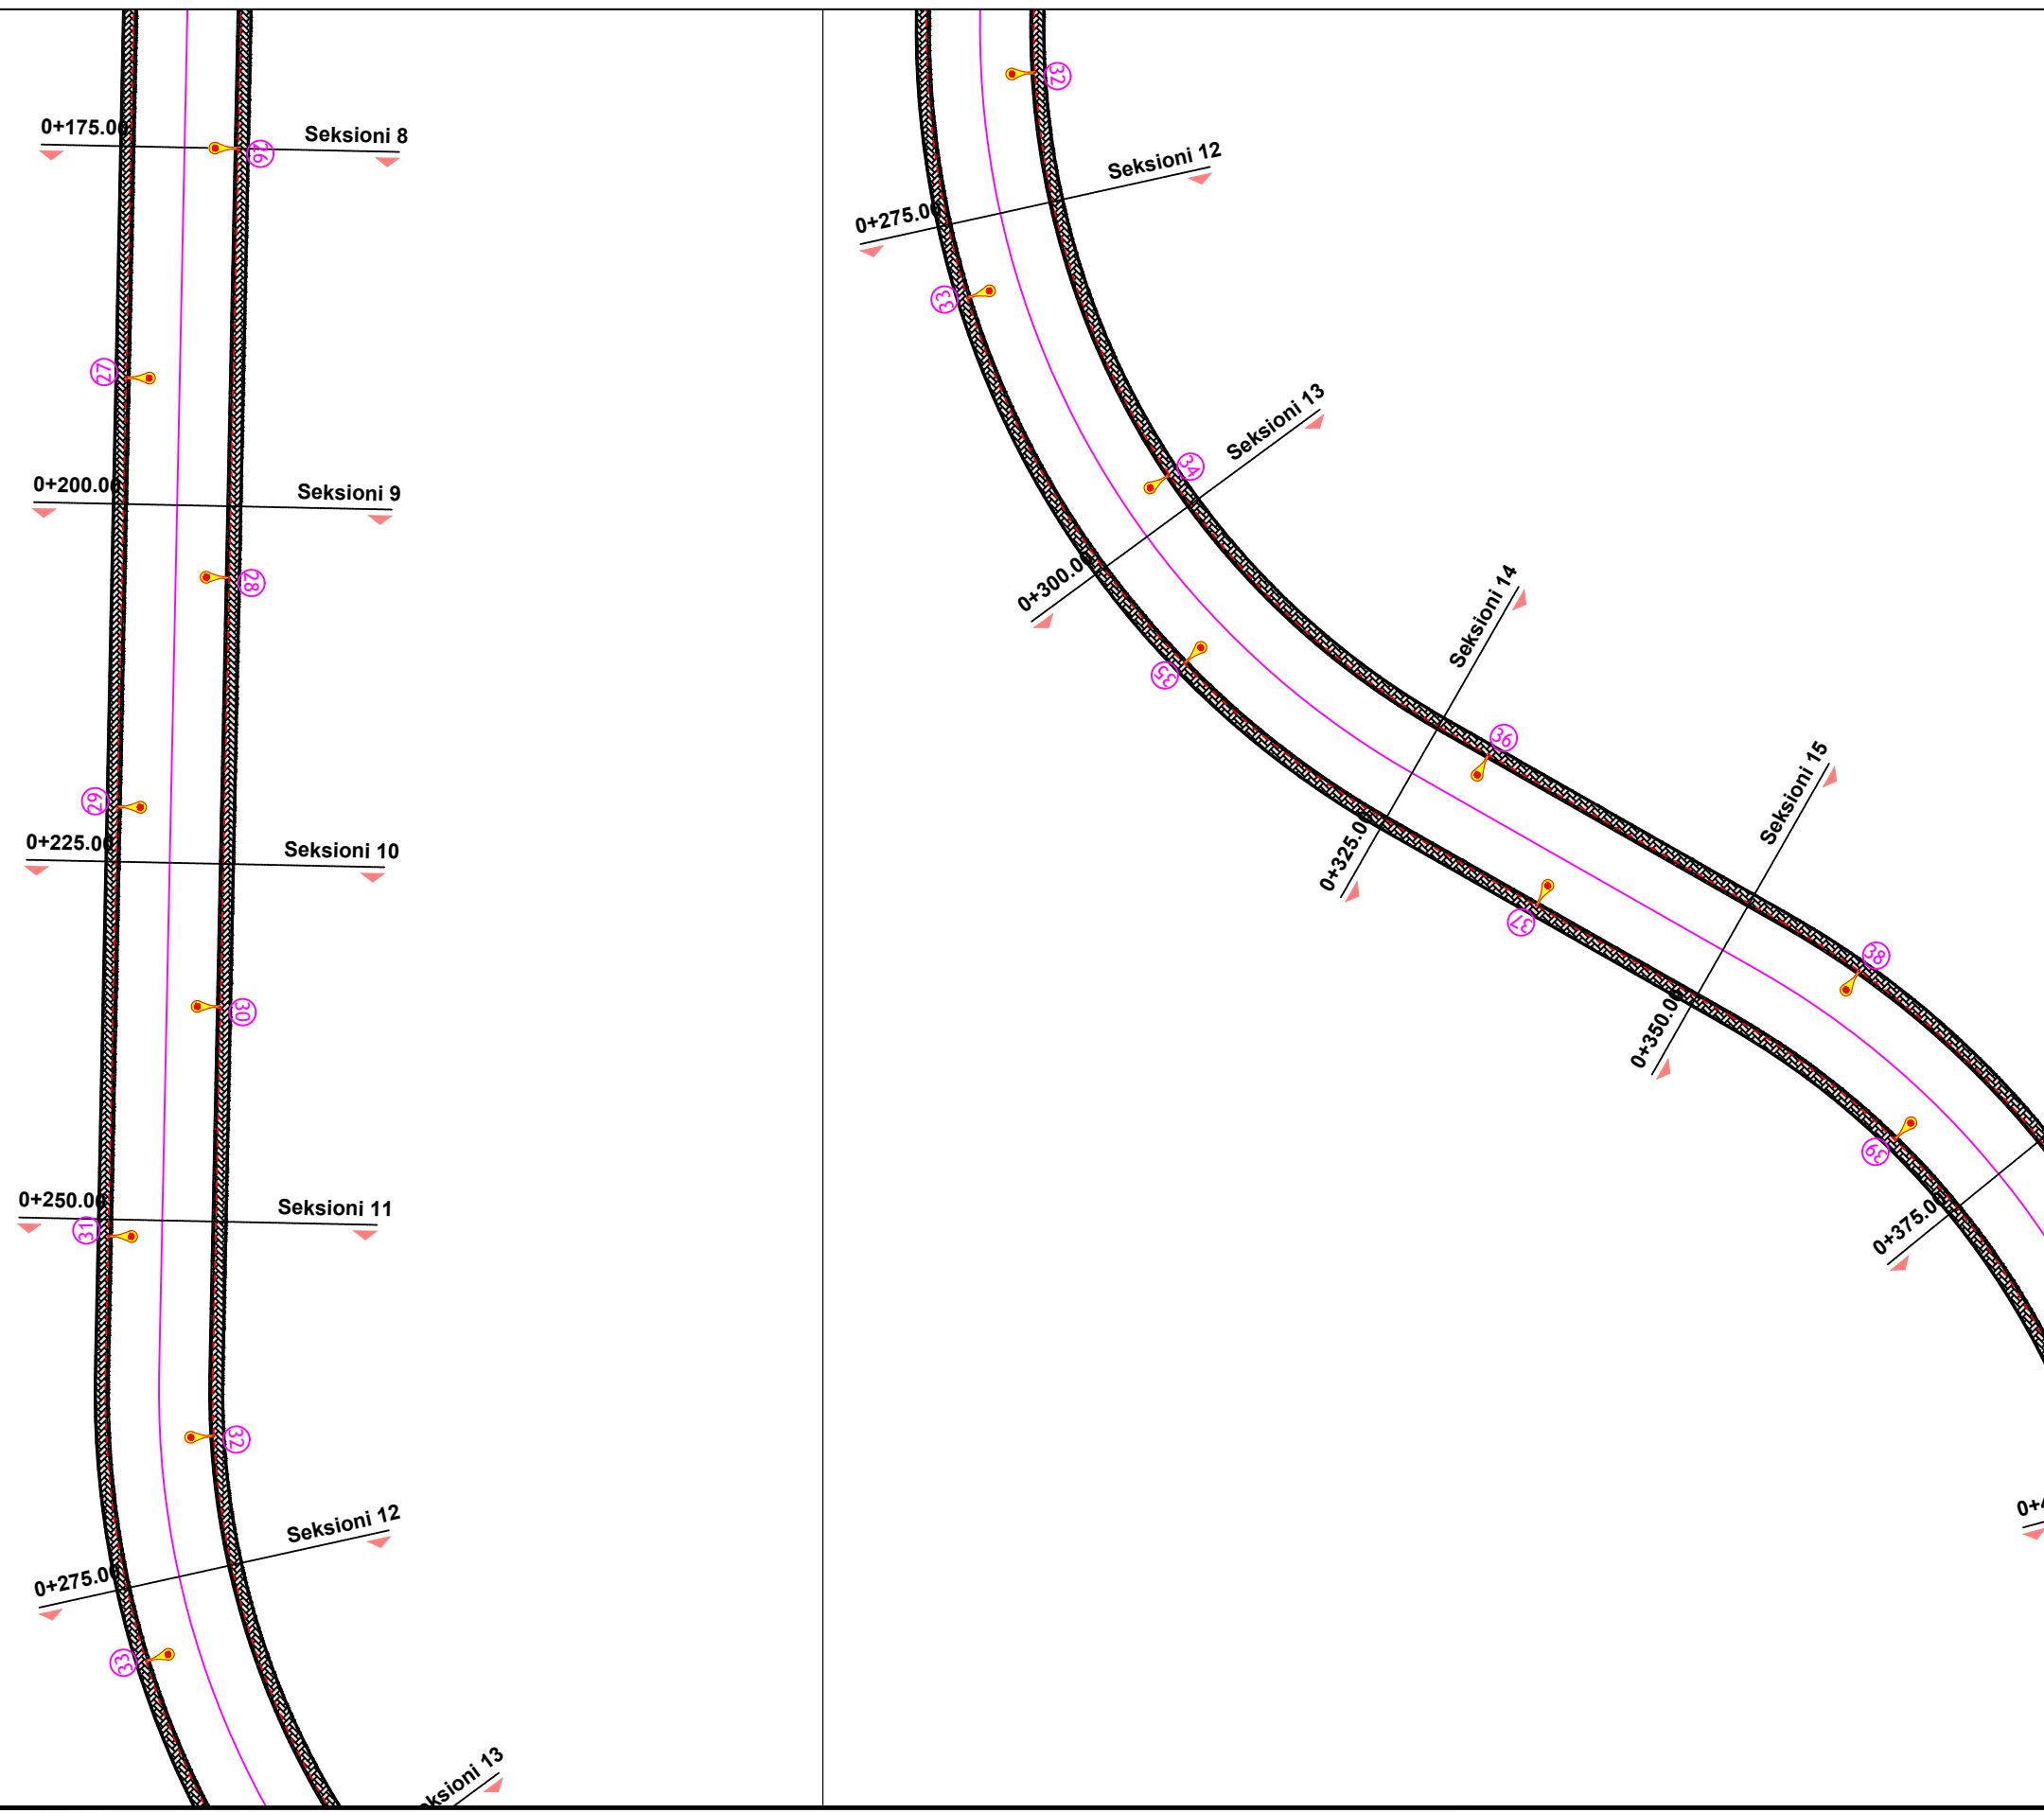 0+175.00
Seksioni 8
26
27
0+200.00
Seksioni 9
28
29
0+225.00
Seksioni 10
30
0+250.00
Seksioni 11
31
32
Seksioni 12
0+275.00
33
ksioni 13
32
Seksioni 12
0+275.00
33
Seksioni 13
34
0+300.00
35
Seksioni 14
36
0+325.00
37
Seksioni 15
38
0+350.00
39
0+375.00